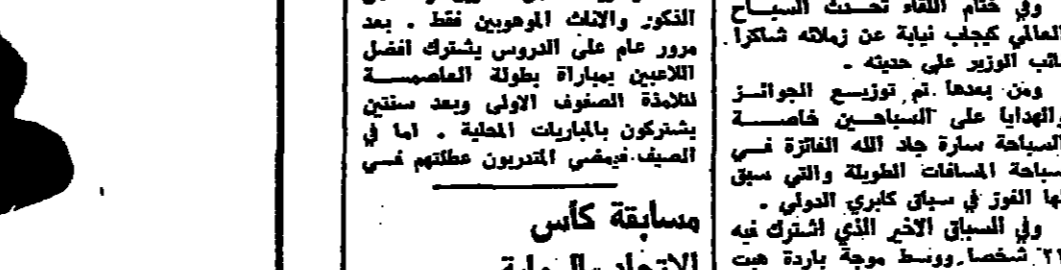 وفي ختام اللقاء تحدث السباح
العالمي كيجاب نيابة عن زملائه شاكرا
نائب الوزير على حديثه .
ومن بعدها تم توزيع الجوائز
والهدايا على السباحين خاصة
السباحة سارة جاد الله الفائزة في
سباحة المسافات الطويلة والتي سبق
لها الفوز في سباق كابري الدولي .
وفي السباق الاخير الذي اشترك فيه
شخصا ووسط موجة باردة هبت
الذكور والاناث الموهوبين فقط . بعد
مرور عام على الدروس يشترك افضل
اللاعبين بمباراة بطولة العاصمة
لتلامذة الصفوف الاولى وبعد سنتين
يشتركون بالمباريات المحلية . اما في
الصيف فيمضي المتدربون عطلتهم في
مسابقة كأس